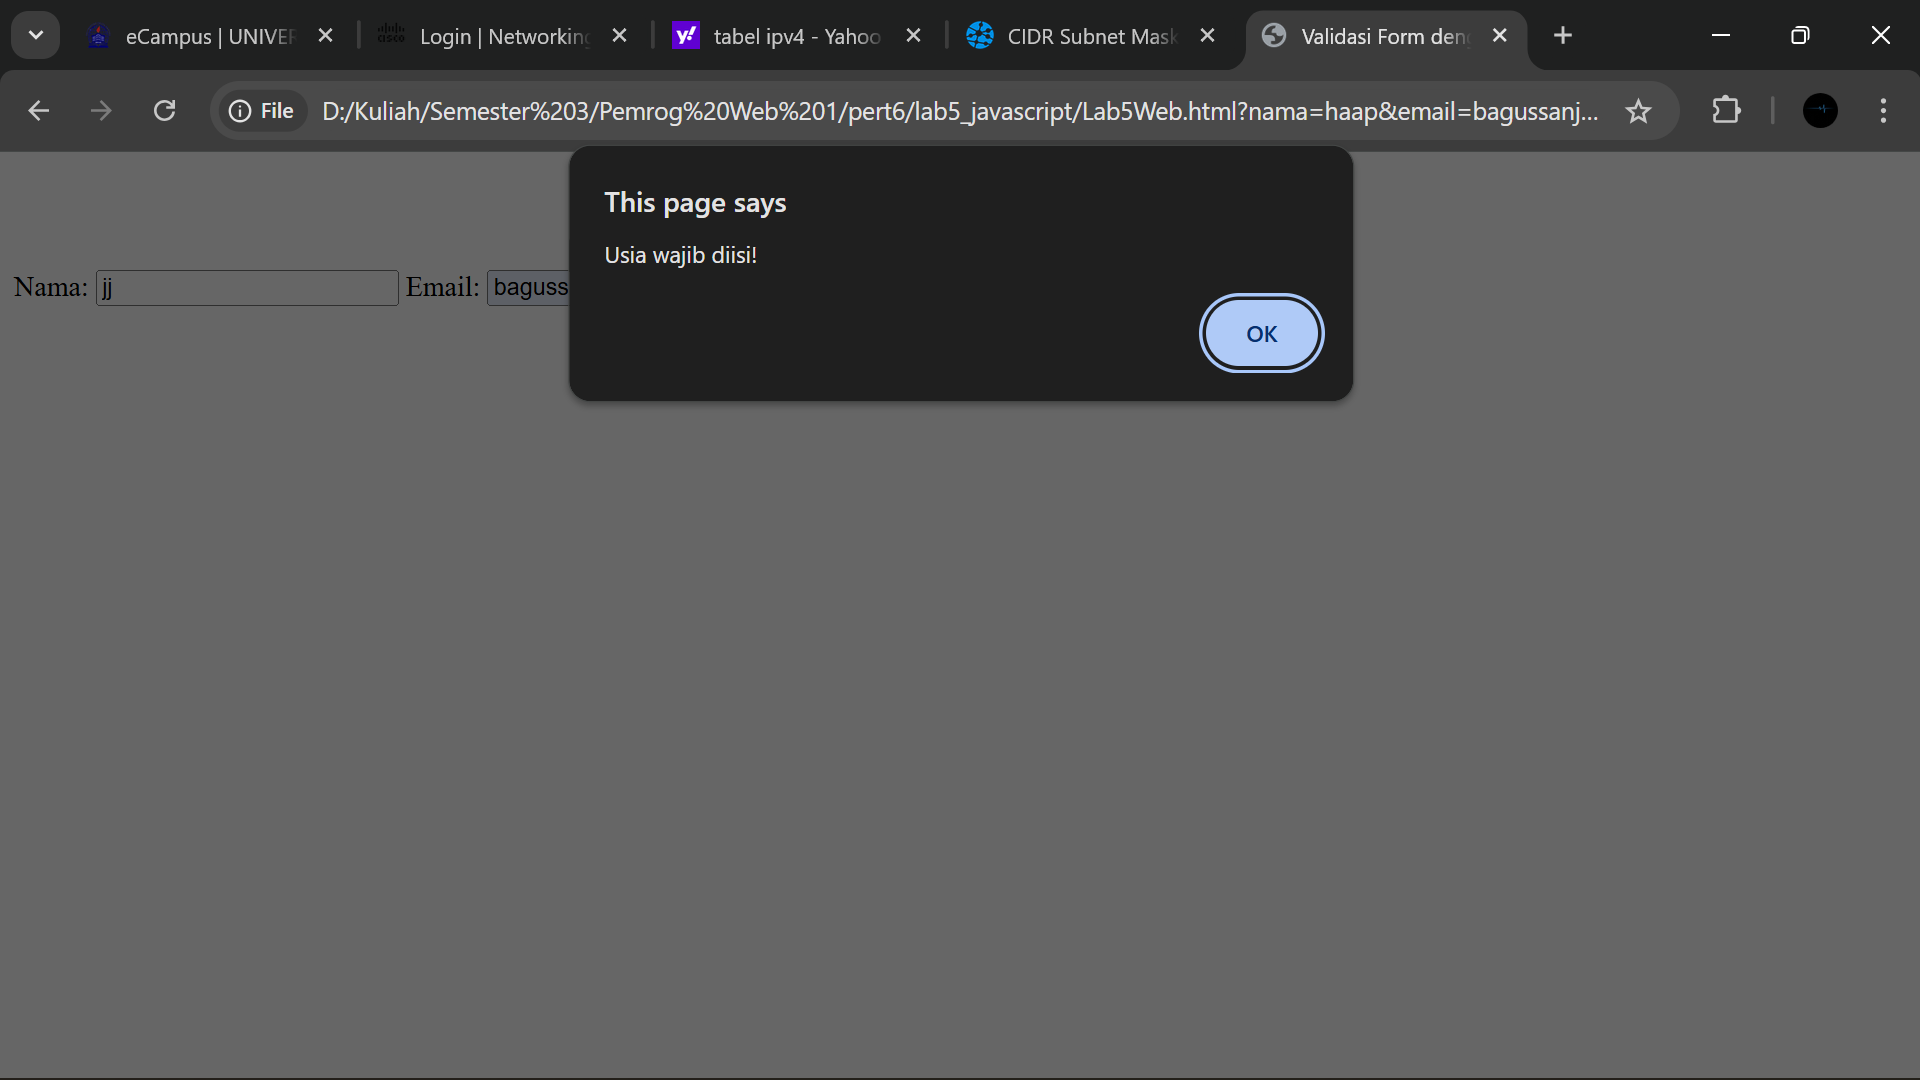 eCampus | UNIVER
Login | Networking
tabel ipv4 - Yahoo
CIDR Subnet Mask
Validasi Form deng
File
D:/Kuliah/Semester%203/Pemrog%20Web%201/pert6/lab5_javascript/Lab5Web.html?nama=haap&email=bagussanj...
This page says
Usia wajib diisi!
OK
Nama: jj Email: baguss